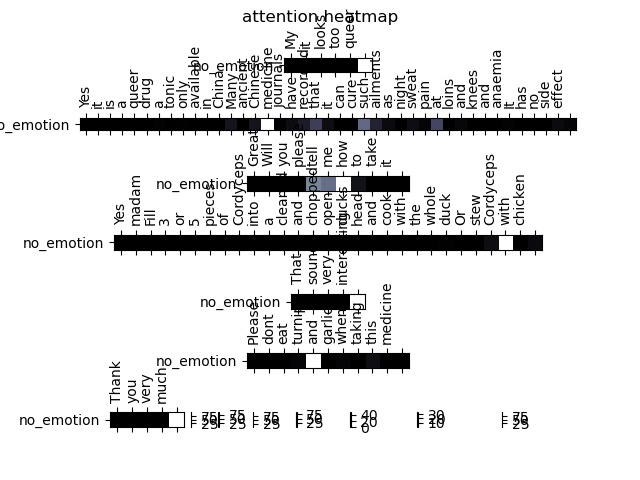 attention heatmap
My looks too queer
no_emotion
Yes it is a queer drug a tonic only available in China Many ancient Chinese medicine journals have recorded that it can cure such ailments as night sweat pain at loins and knees and anaemia It has no side effect
no_emotion
Great Will you please tell me how to take it
no_emotion
Yes madam Fill 3 or 5 pieces of Cordyceps into a cleaned and chopped open ducks head and cook with the whole duck Or stew Cordyceps with chicken
no_emotion
That sounds very interesting
no_emotion
Please dont eat turnip and garlic when taking this medicine
no_emotion
Thank you very much
no_emotion
75 75 75 75 40 30 75
50 20
25 25 25 25 20 10 25
0